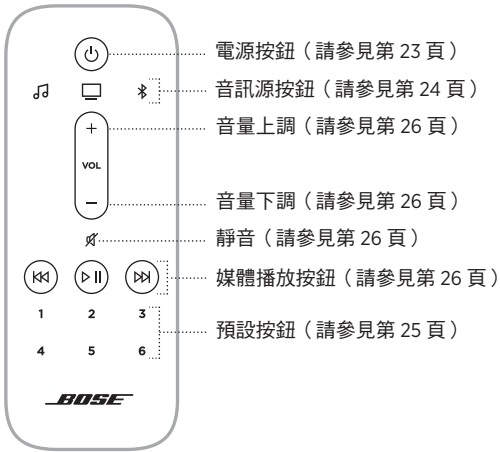 電源按鈕（請參見第 23 頁）
音訊源按鈕（請參見第 24 頁）
+ 音量上調（請參見第 26 頁）
VOL
− 音量下調（請參見第 26 頁）
靜音（請參見第 26 頁）
媒體播放按鈕（請參見第 26 頁）
1 2 3
預設按鈕（請參見第 25 頁）
4 5 6
BOSE